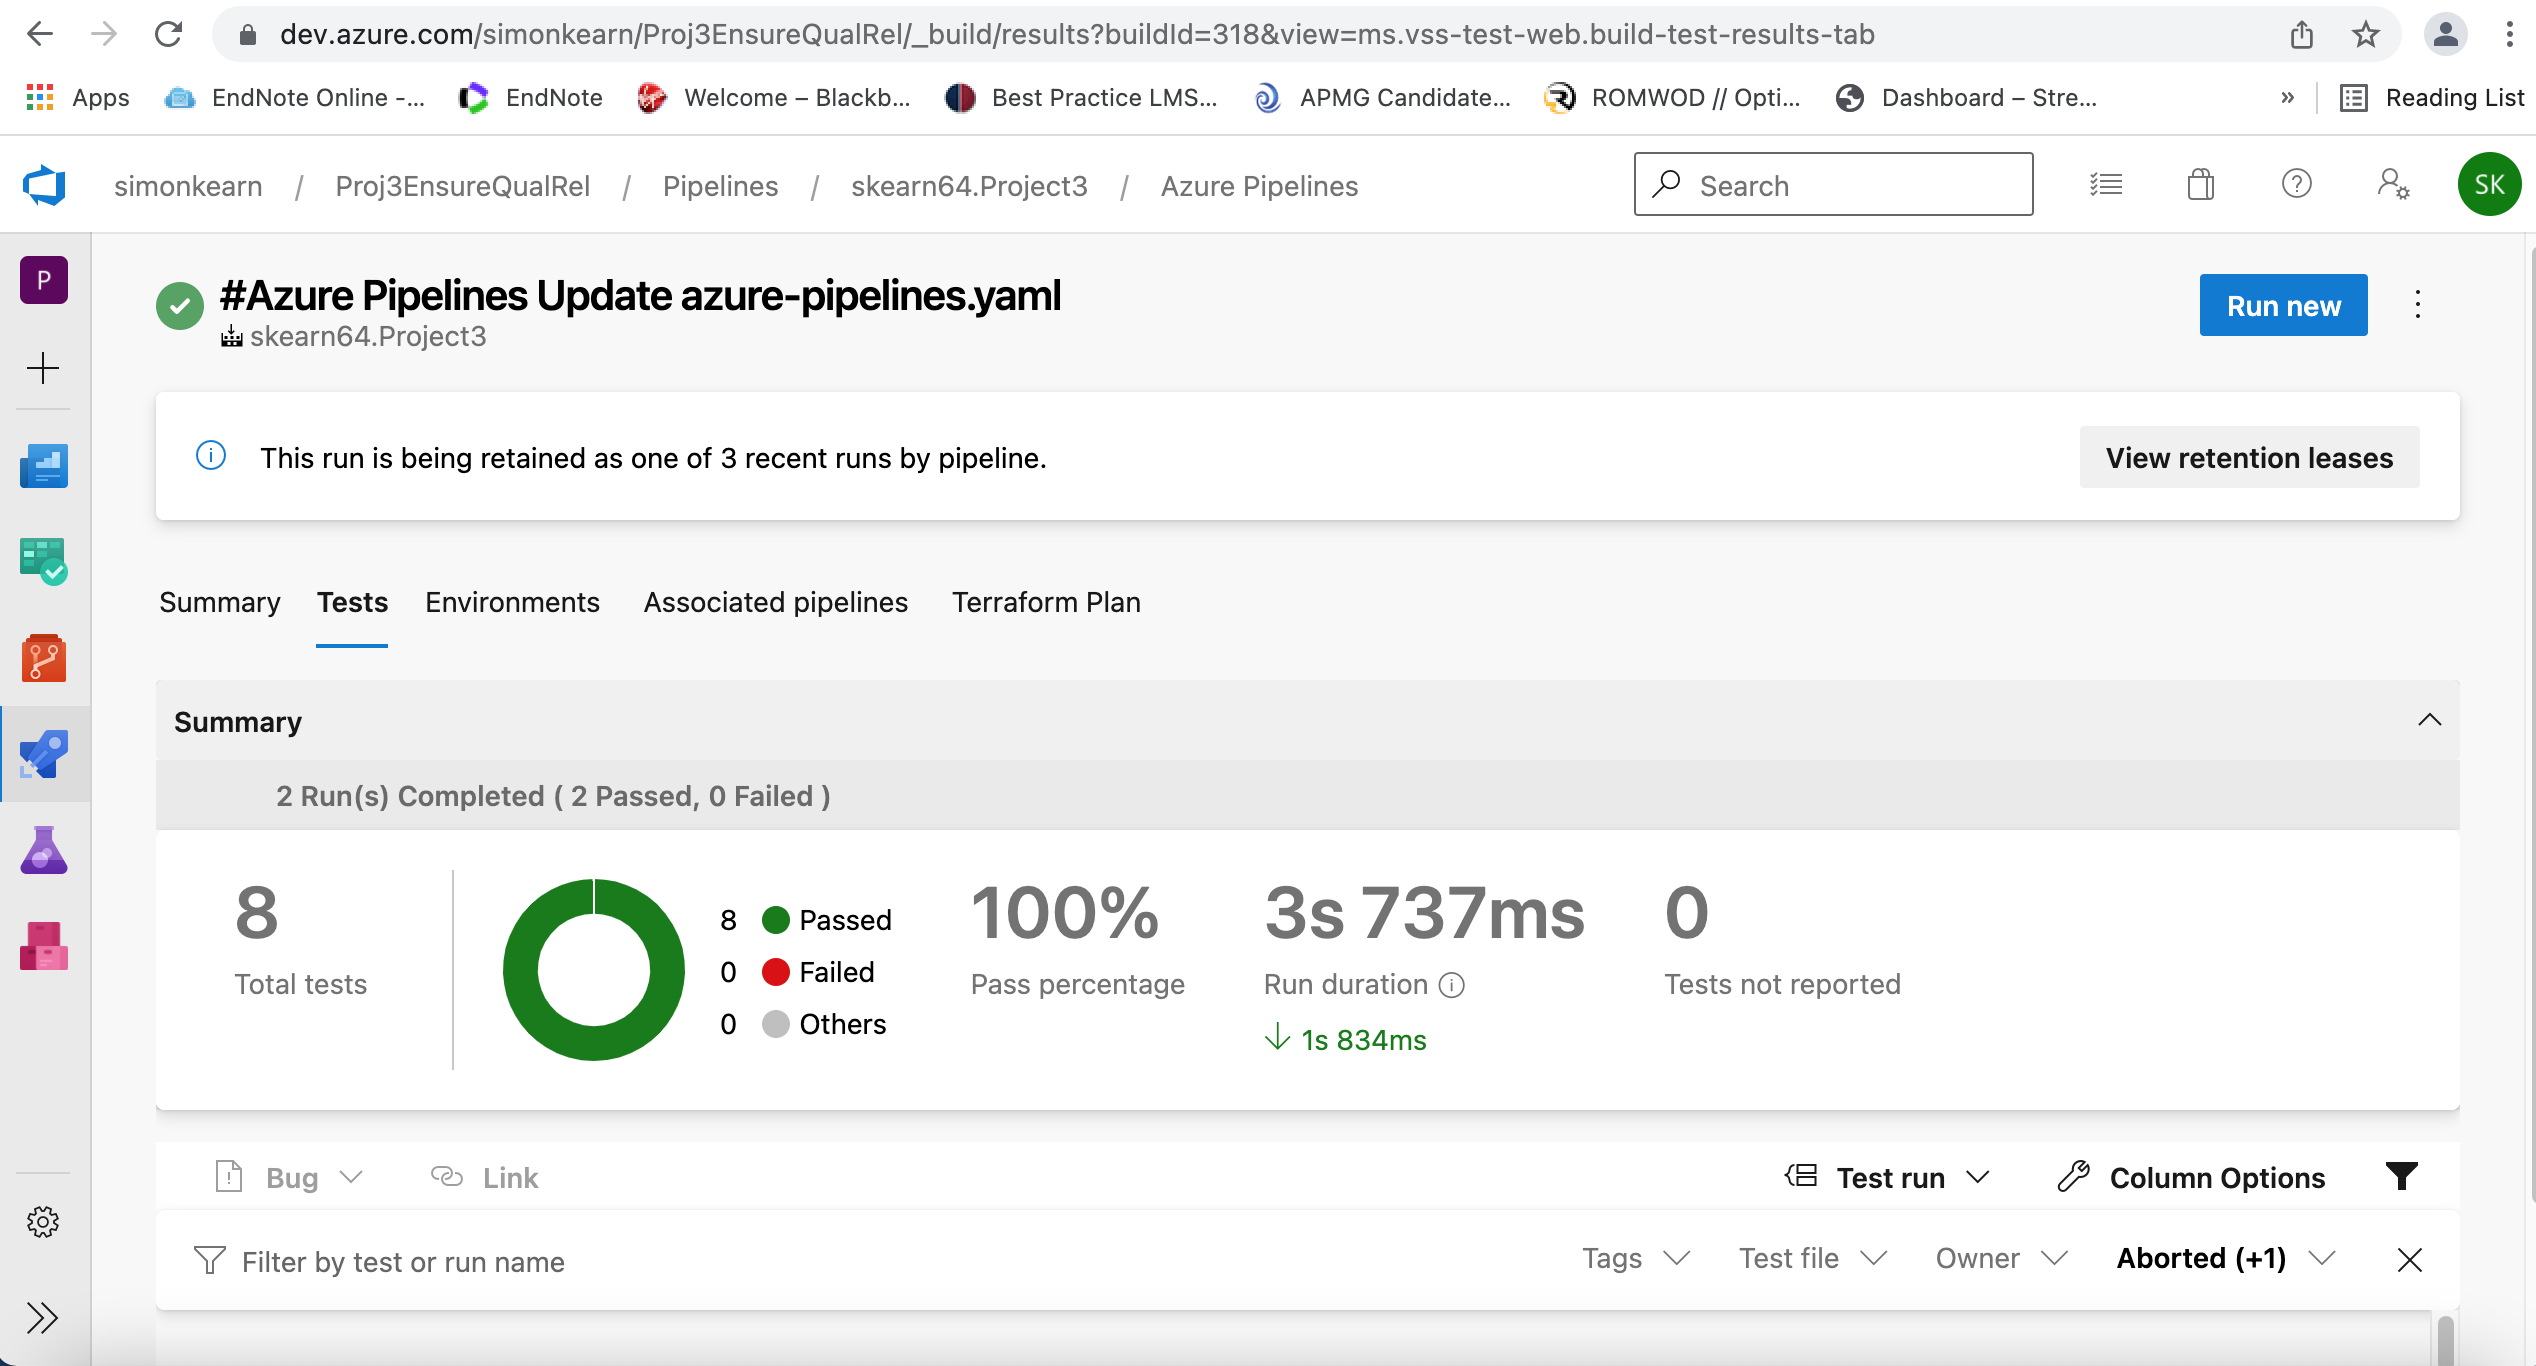 dev.azure.com/simonkearn/Proj3EnsureQualRel/_build/results?buildId=318&view=ms.vss-test-web.build-test-results-tab
Apps EndNote Online -... EndNote Welcome – Blackb... Best Practice LMS... APMG Candidate... ROMWOD // Opti... Dashboard – Stre... » Reading List
simonkearn / Proj3EnsureQualRel / Pipelines / skearn64.Project3 / Azure Pipelines Search SK
P
#Azure Pipelines Update azure-pipelines.yaml
skearn64.Project3
Run new
This run is being retained as one of 3 recent runs by pipeline.
View retention leases
Summary Tests Environments Associated pipelines Terraform Plan
Summary
2 Run(s) Completed ( 2 Passed, 0 Failed )
8
Total tests
8 Passed
0 Failed
0 Others
100%
Pass percentage
3s 737ms
Run duration
1s 834ms
0
Tests not reported
Bug Link Test run Column Options
Filter by test or run name Tags Test file Owner Aborted (+1)